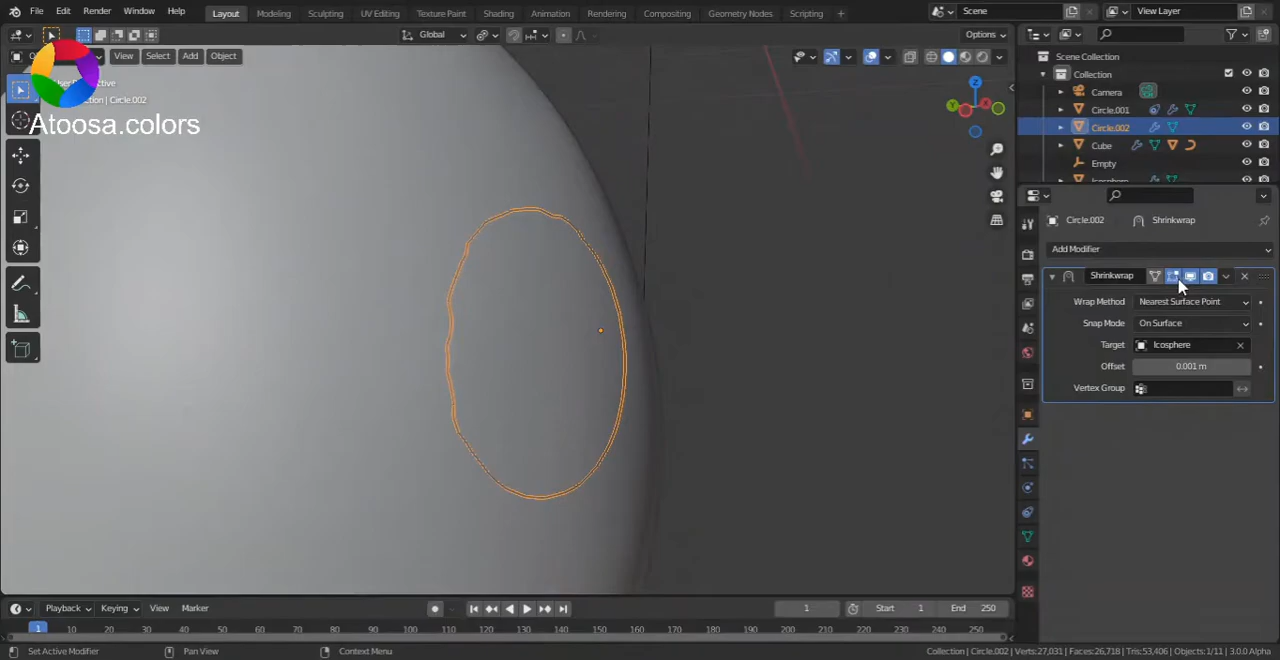 File Edit Render Window Help Layout Modeling Sculpting UV Editing Texture Paint Shading Animation Rendering Compositing Geometry Nodes Scripting + Scene View Layer
Global Options
View Select Add Object
Atoosa.colors
Circle.002
Scene Collection
Collection
Camera
Circle.001
Circle.002
Cube
Empty
Circle.002 Shrinkwrap
Add Modifier
Shrinkwrap
Wrap Method Nearest Surface Point
Snap Mode On Surface
Target Icosphere
Offset 0.001 m
Vertex Group
Playback Keying View Marker 1 Start 1 End 250
1 10 20 30 40 50 60 70 80 90 100 110 120 130 140 150 160 170 180 190 200 210 220 230 240 250
Set Active Modifier Pan View Context Menu Collection | Circle.002 | Verts:27,031 | Faces:26,718 | Tris:53,406 | Objects:1/11 | 3.0.0 Alpha